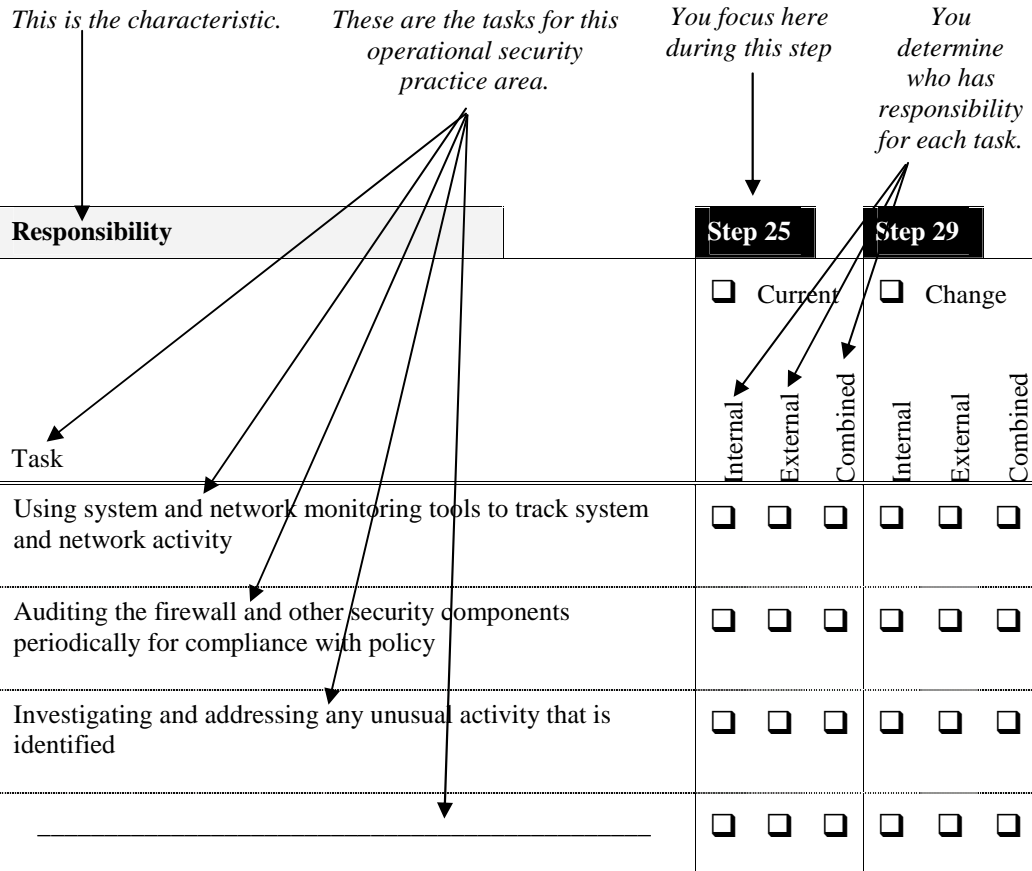 This is the characteristic.
These are the tasks for this
operational security
practice area.
You focus here
during this step
You
determine
who has
responsibility
for each task.
Responsibility
Step 25
Step 29
❑ Current
❑ Change
Task
Internal
External
Combined
Internal
External
Combined
Using system and network monitoring tools to track system
and network activity
❑ ❑ ❑ ❑ ❑ ❑
Auditing the firewall and other security components
periodically for compliance with policy
❑ ❑ ❑ ❑ ❑ ❑
Investigating and addressing any unusual activity that is
identified
❑ ❑ ❑ ❑ ❑ ❑
______________________________________________ ❑ ❑ ❑ ❑ ❑ ❑